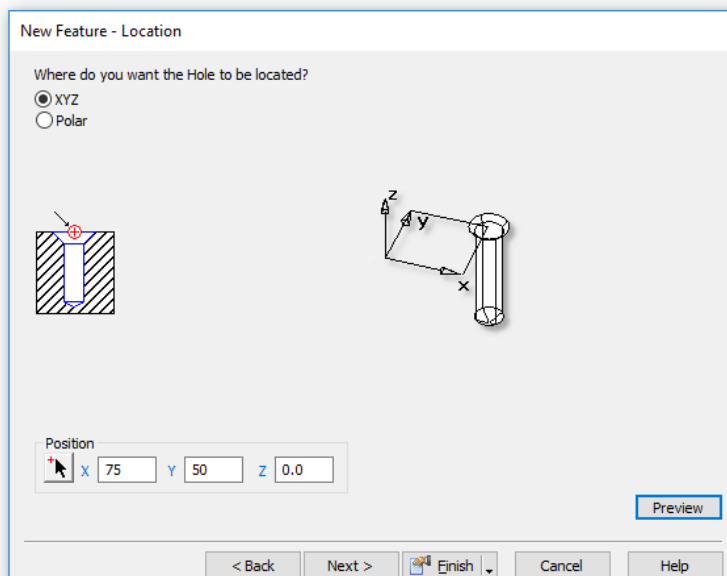 New Feature - Location
Where do you want the Hole to be located?
XYZ
Polar
z
y
x
Position
X 75 Y 50 Z 0.0
Preview
< Back Next > Finish Cancel Help